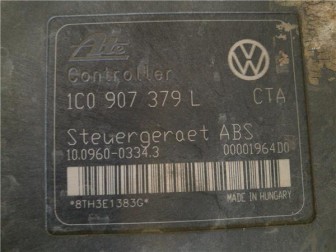 Ate
Controller
1C0 907 379 L CTA
Steuergeraet ABS
10.0960-0334.3 00001964D0
MADE IN HUNGARY
*8TH3E1383G*